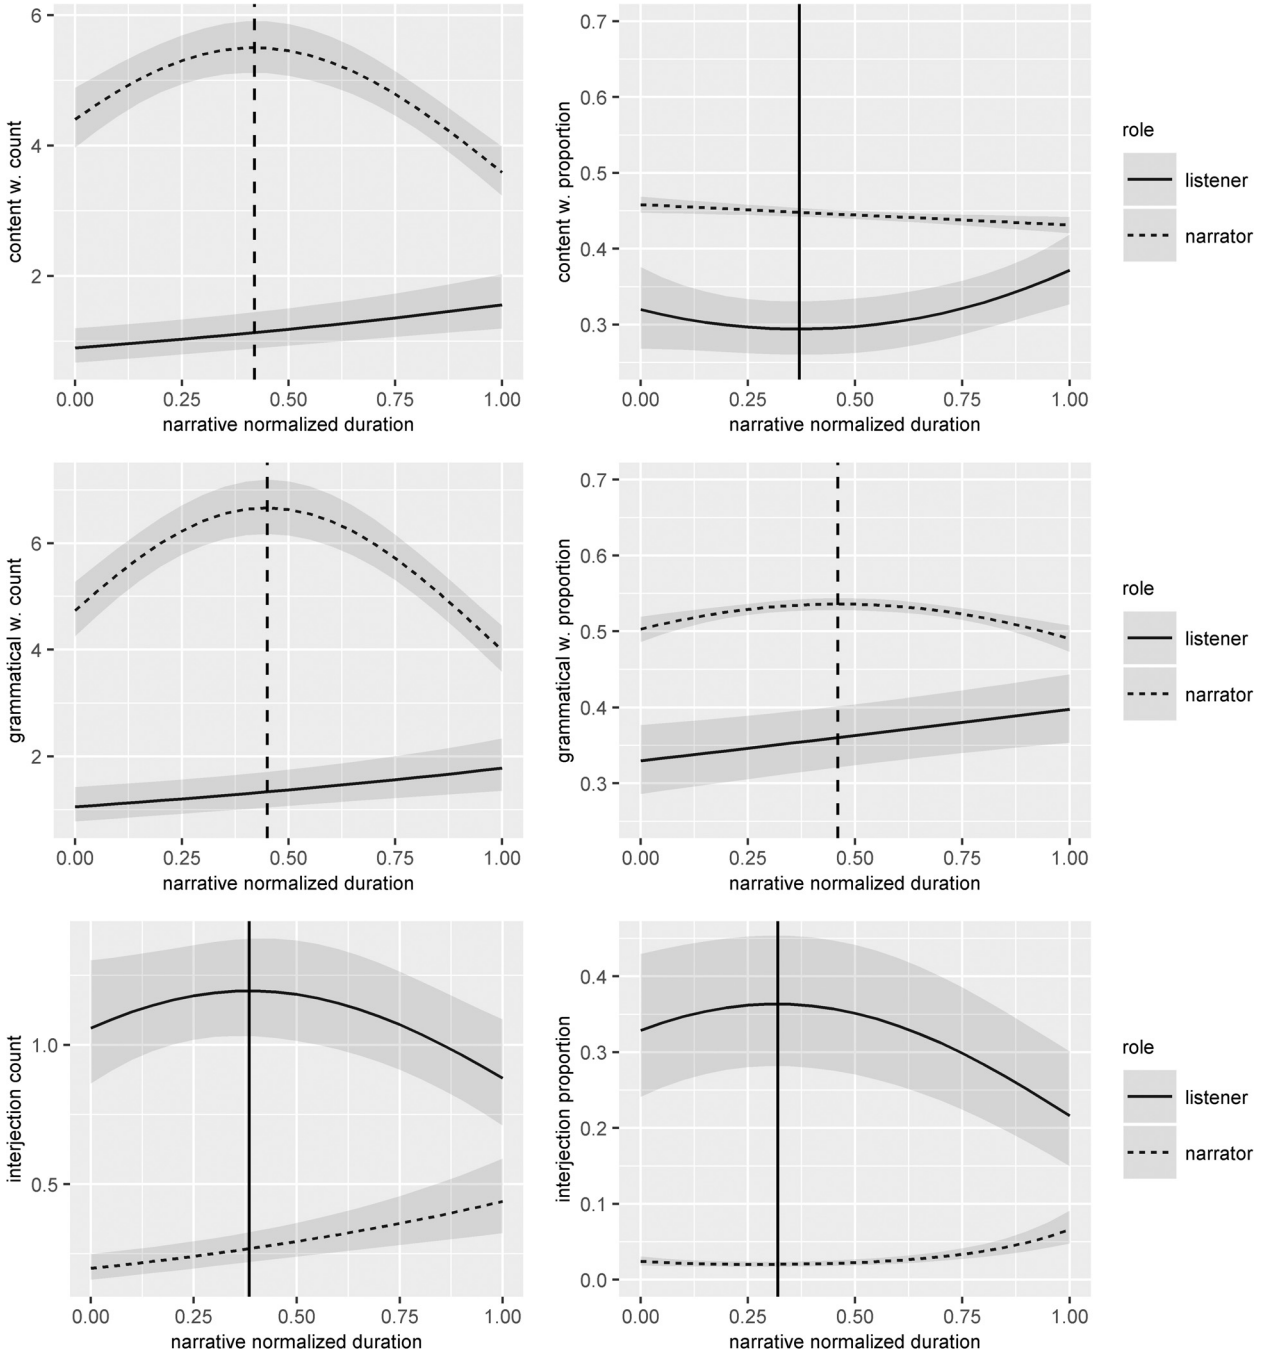 6
4
2
content w. count
0.00 0.25 0.50 0.75 1.00
narrative normalized duration
0.7
0.6
0.5
0.4
0.3
content w. proportion
0.00 0.25 0.50 0.75 1.00
narrative normalized duration
role
listener
narrator
6
4
2
grammatical w. count
0.00 0.25 0.50 0.75 1.00
narrative normalized duration
0.7
0.6
0.5
0.4
0.3
grammatical w. proportion
0.00 0.25 0.50 0.75 1.00
narrative normalized duration
role
listener
narrator
1.0
0.5
interjection count
0.00 0.25 0.50 0.75 1.00
narrative normalized duration
0.4
0.3
0.2
0.1
0.0
interjection proportion
0.00 0.25 0.50 0.75 1.00
narrative normalized duration
role
listener
narrator